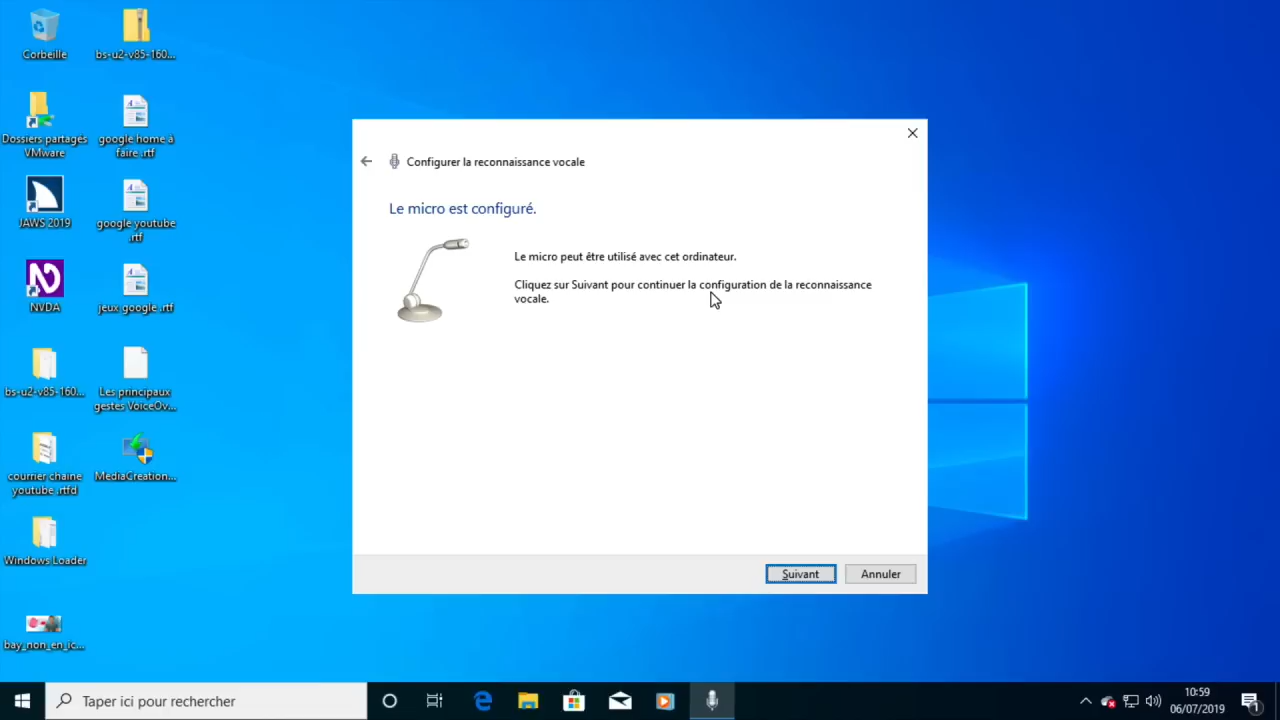 Corbeille
bs-u2-v85-160...
Dossiers partagés
VMware
google home à
faire .rtf
JAWS 2019
google youtube
.rtf
NVDA
jeux google .rtf
bs-u2-v85-160...
Les principaux
gestes VoiceOv...
courrier chaine
youtube .rtfd
MediaCreation...
Windows Loader
bay_non_en_ic...
Configurer la reconnaissance vocale
Le micro est configuré.
Le micro peut être utilisé avec cet ordinateur.
Cliquez sur Suivant pour continuer la configuration de la reconnaissance
vocale.
Suivant
Annuler
Taper ici pour rechercher
10:59
06/07/2019
1